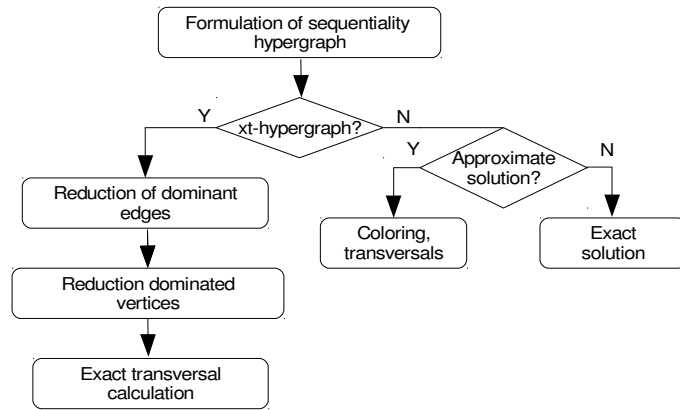 Formulation of sequentiality
hypergraph
Y
xt-hypergraph?
N
Y
Approximate
solution?
N
Reduction of dominant
edges
Coloring,
transversals
Exact
solution
Reduction dominated
vertices
Exact transversal
calculation